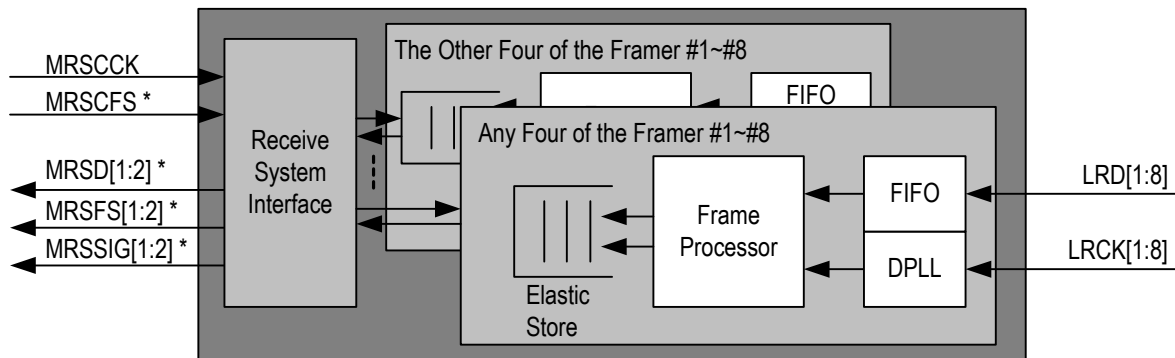 MRSCCK
MRSCFS *
MRSD[1:2] *
MRSFS[1:2] *
MRSSIG[1:2] *
Receive
System
Interface
The Other Four of the Framer #1~#8
FIFO
Any Four of the Framer #1~#8
Elastic
Store
Frame
Processor
FIFO
DPLL
LRD[1:8]
LRCK[1:8]